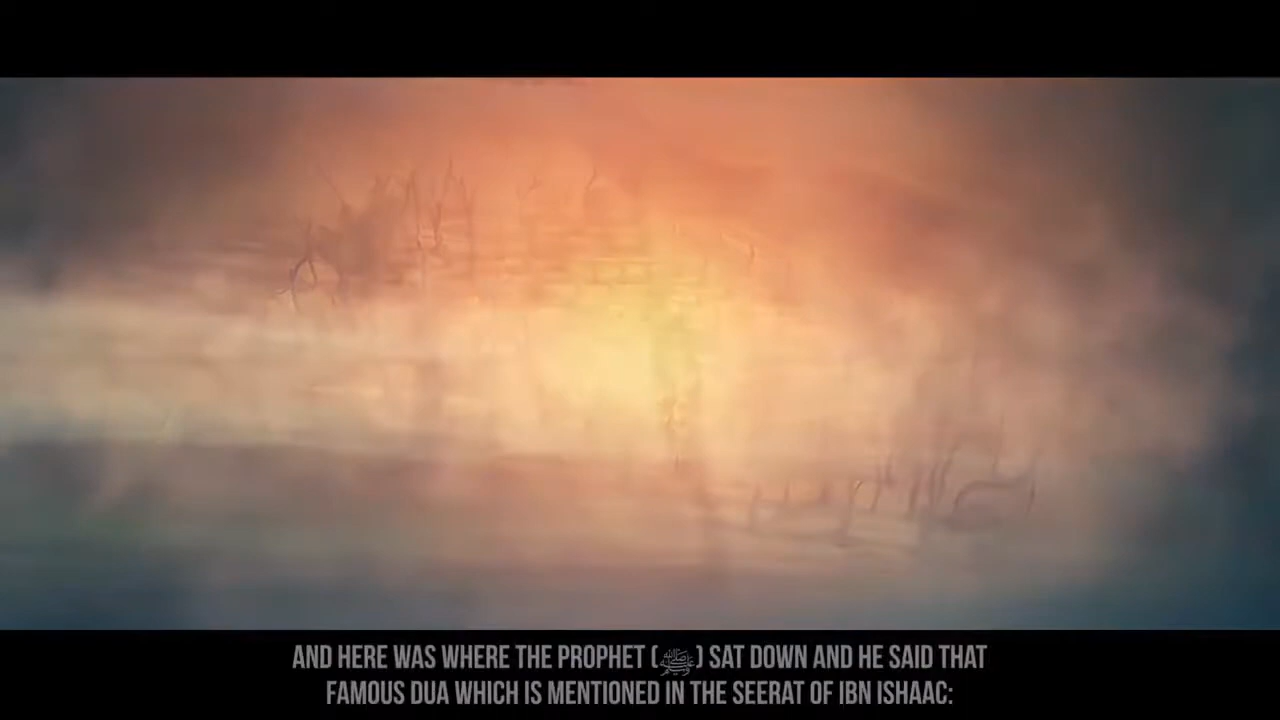 AND HERE WAS WHERE THE PROPHET (ﷺ) SAT DOWN AND HE SAID THAT
FAMOUS DUA WHICH IS MENTIONED IN THE SEERAT OF IBN ISHAAC: